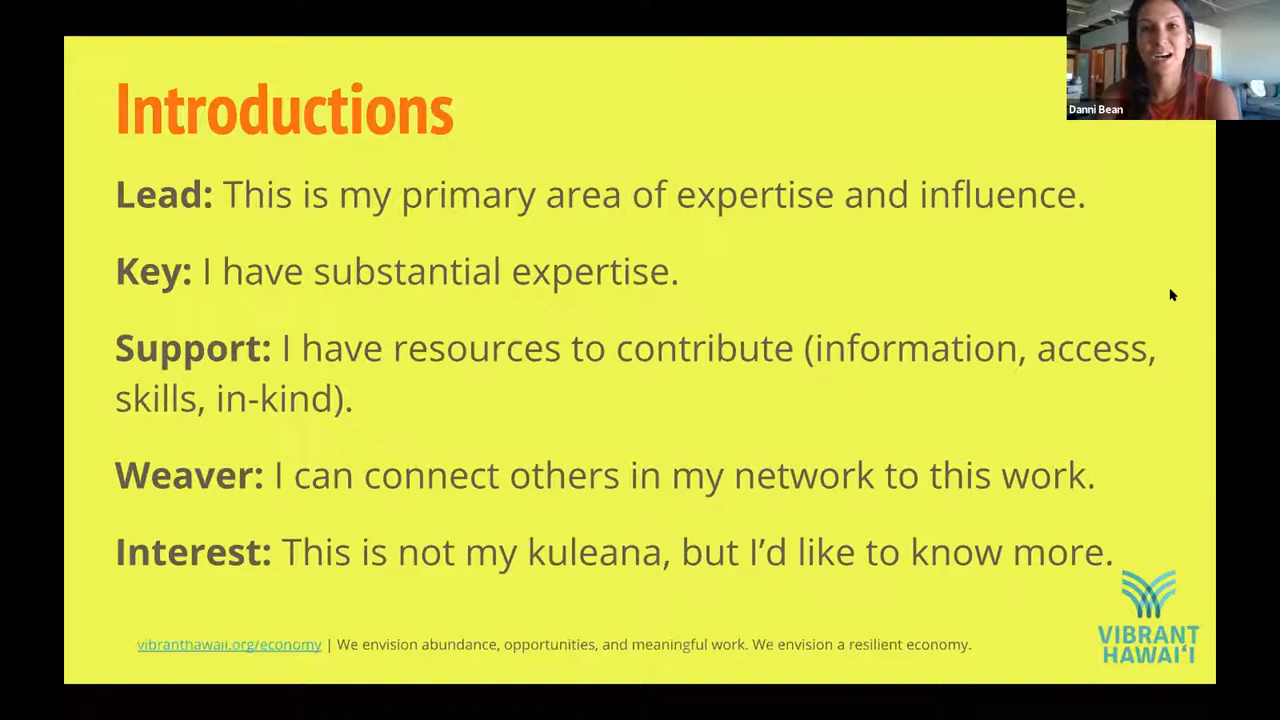 Introductions
Danni Bean
Lead: This is my primary area of expertise and influence.
Key: I have substantial expertise.
Support: I have resources to contribute (information, access,
skills, in-kind).
Weaver: I can connect others in my network to this work.
Interest: This is not my kuleana, but I’d like to know more.
vibranthawaii.org/economy | We envision abundance, opportunities, and meaningful work. We envision a resilient economy.
VIBRANT
HAWAI‘I